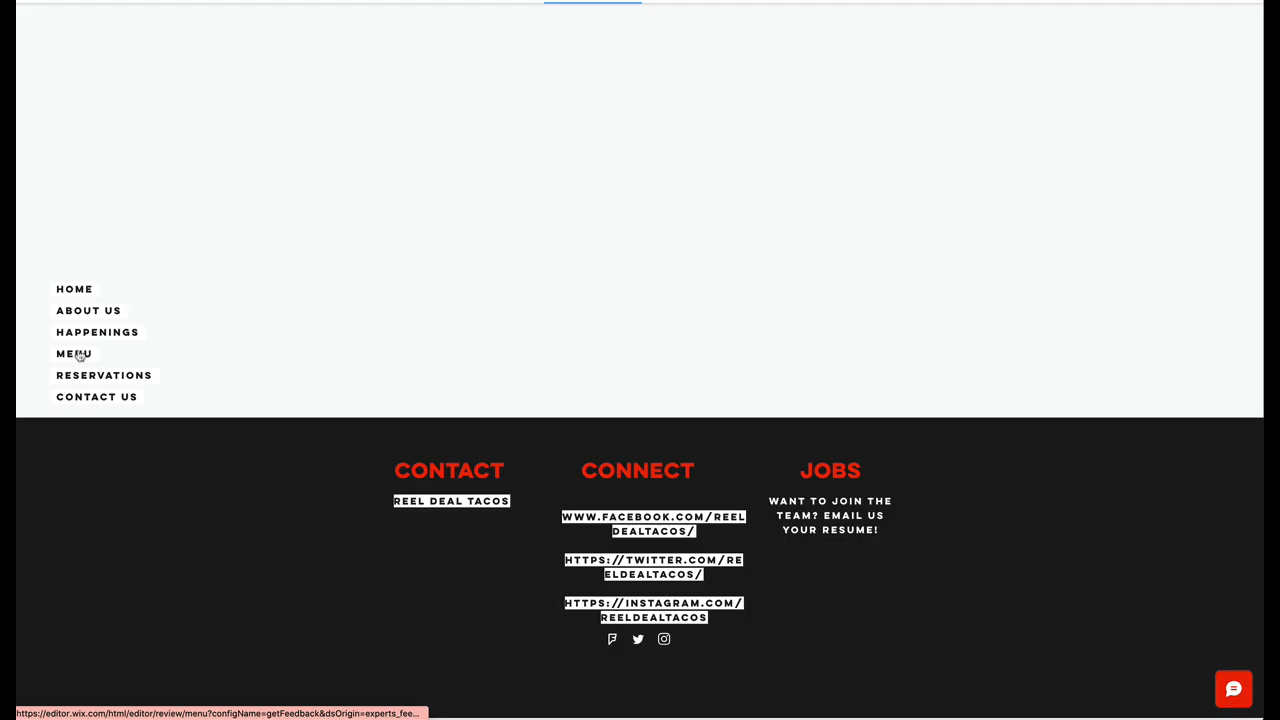 HOME
ABOUT US
HAPPENINGS
MENU
RESERVATIONS
CONTACT US
CONTACT
REEL DEAL TACOS
CONNECT
WWW.FACEBOOK.COM/REEL
DEALTACOS/
HTTPS://TWITTER.COM/RE
ELDEALTACOS/
HTTPS://INSTAGRAM.COM/
REELDEALTACOS
JOBS
WANT TO JOIN THE
TEAM? EMAIL US
YOUR RESUME!
https://editor.wix.com/html/editor/review/menu?configName=getFeedback&dsOrigin=experts_fee...